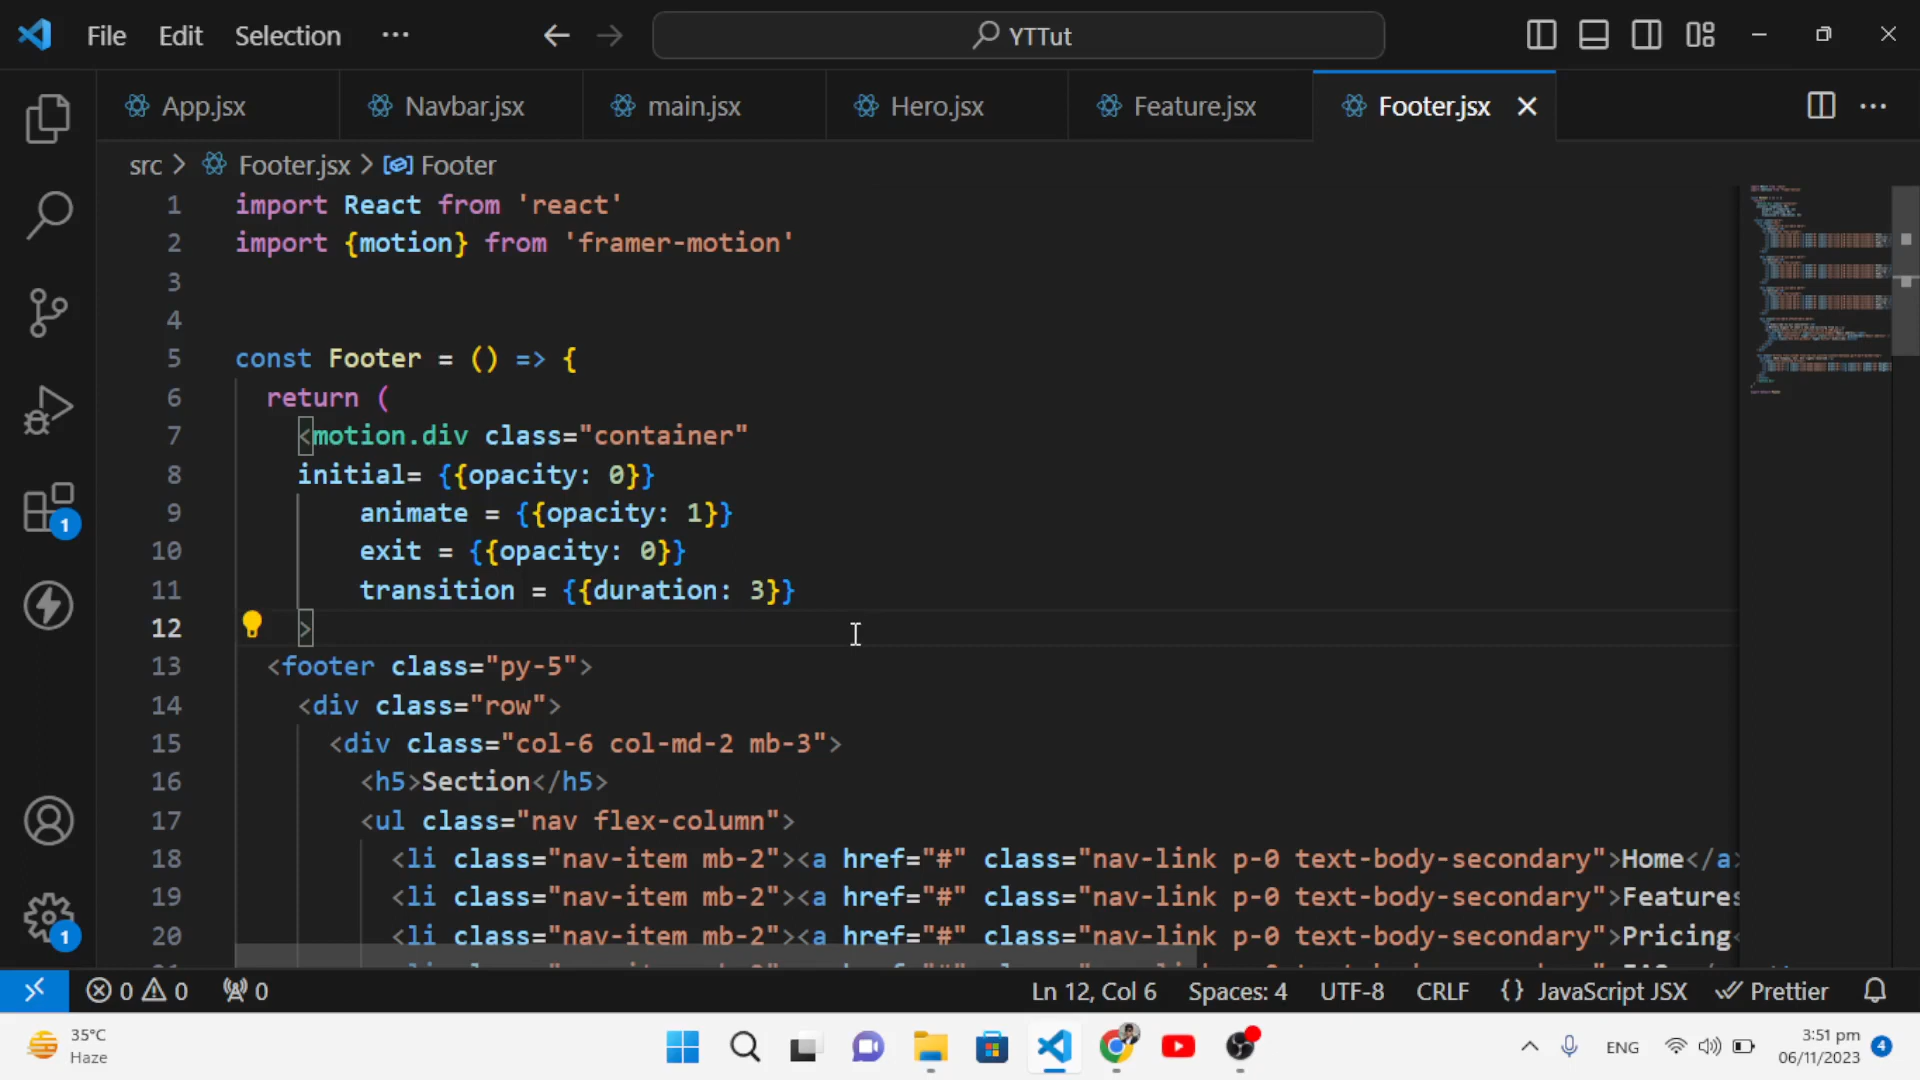 File Edit Selection ··· YTTut
App.jsx Navbar.jsx main.jsx Hero.jsx Feature.jsx Footer.jsx
src > Footer.jsx > Footer
1 import React from 'react'
2 import {motion} from 'framer-motion'
3
4
5 const Footer = () => {
6 return (
7 <motion.div class="container"
8 initial= {{opacity: 0}}
9 animate = {{opacity: 1}}
10 exit = {{opacity: 0}}
11 transition = {{duration: 3}}
12 >
13 <footer class="py-5">
14 <div class="row">
15 <div class="col-6 col-md-2 mb-3">
16 <h5>Section</h5>
17 <ul class="nav flex-column">
18 <li class="nav-item mb-2"><a href="#" class="nav-link p-0 text-body-secondary">Home</a>
19 <li class="nav-item mb-2"><a href="#" class="nav-link p-0 text-body-secondary">Features
20 <li class="nav-item mb-2"><a href="#" class="nav-link p-0 text-body-secondary">Pricing<
1
1
0 0 0 Ln 12, Col 6 Spaces: 4 UTF-8 CRLF {} JavaScript JSX Prettier
35°C
Haze
ENG
3:51 pm
06/11/2023
4